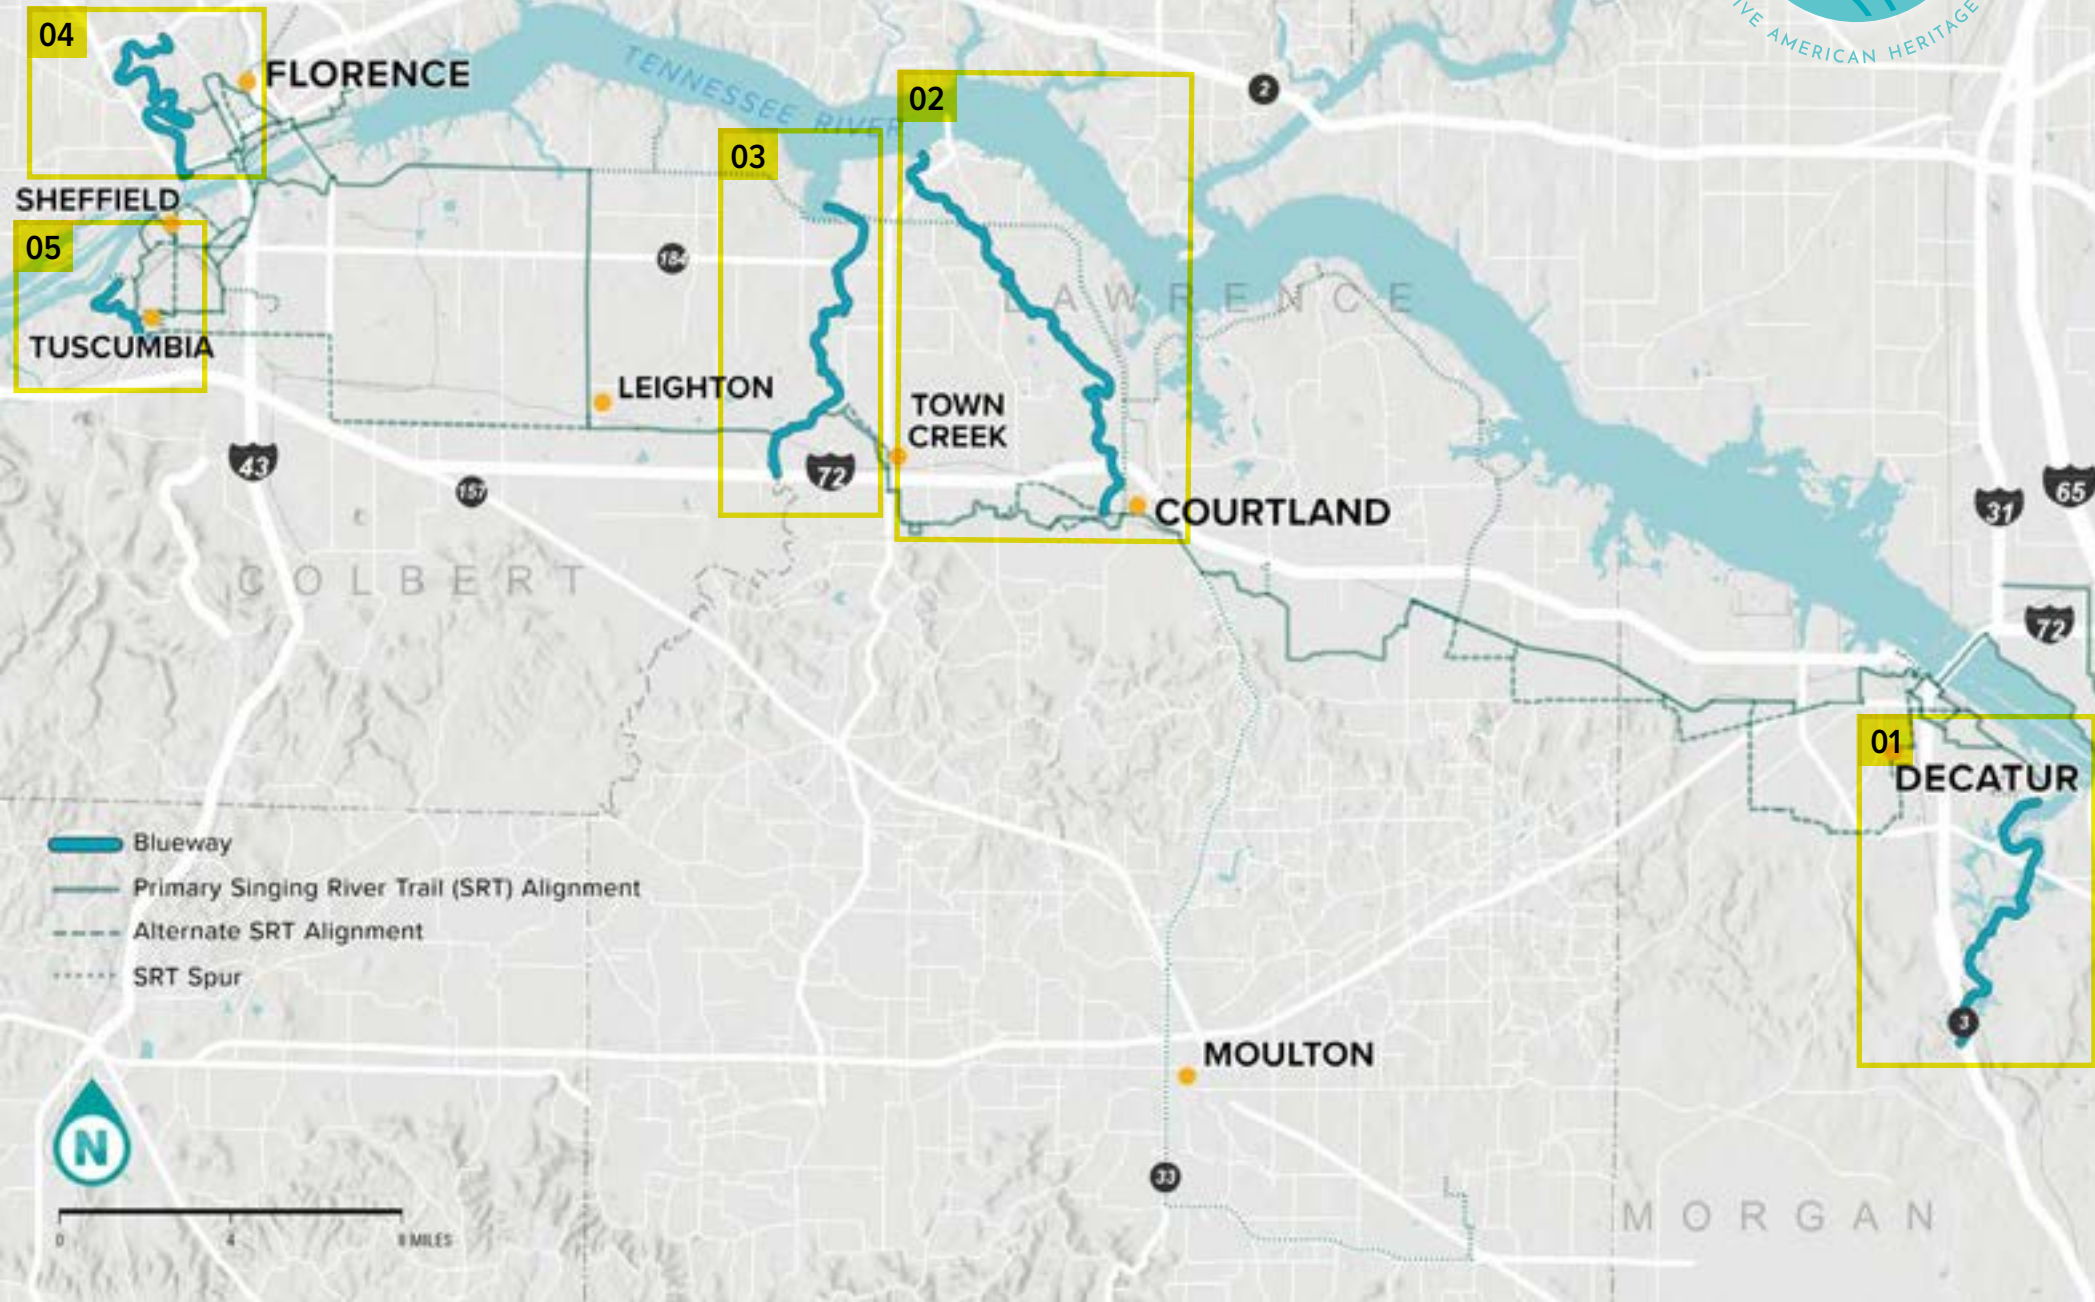 IVE AMERICAN HERITAGE
04
FLORENCE
TENNESSEE RIVER
02
2
03
SHEFFIELD
05
184
LAWRENCE
TUSCUMBIA
LEIGHTON
TOWN
CREEK
43
72
157
COURTLAND
31
65
COLBERT
72
01
DECATUR
Blueway
Primary Singing River Trail (SRT) Alignment
Alternate SRT Alignment
SRT Spur
3
MOULTON
N
33
MORGAN
0 4 8 MILES